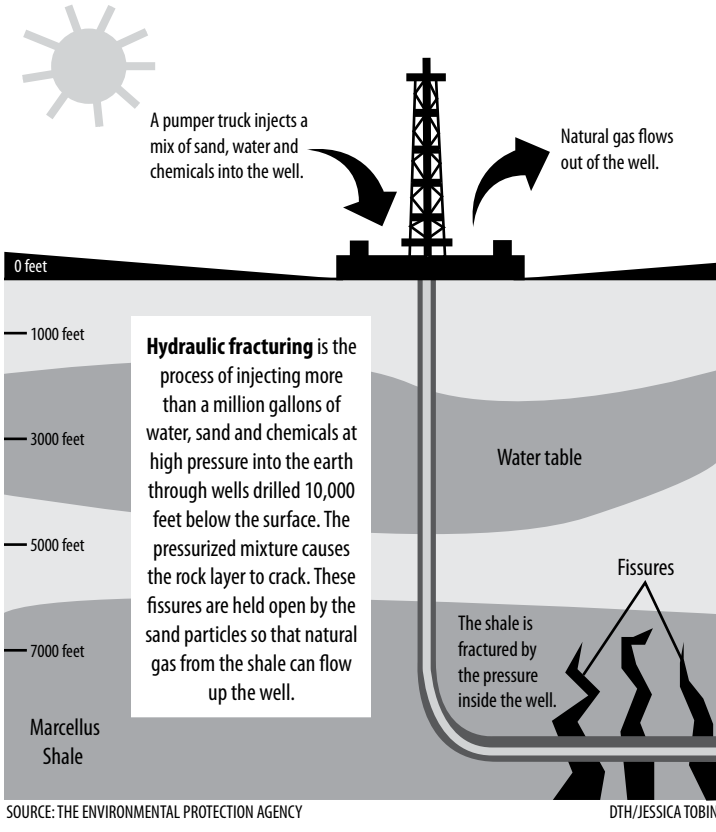 A pumper truck injects a
mix of sand, water and
chemicals into the well.
Natural gas flows
out of the well.
0 feet
1000 feet
Hydraulic fracturing is the
process of injecting more
than a million gallons of
water, sand and chemicals at
high pressure into the earth
through wells drilled 10,000
feet below the surface. The
pressurized mixture causes
the rock layer to crack. These
fissures are held open by the
sand particles so that natural
gas from the shale can flow
up the well.
3000 feet
Water table
5000 feet
Fissures
The shale is
fractured by
the pressure
inside the well.
7000 feet
Marcellus
Shale
SOURCE: THE ENVIRONMENTAL PROTECTION AGENCY
DTH/JESSICA TOBIN